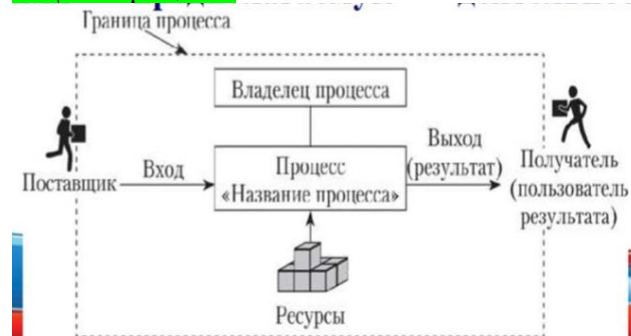 Граница процесса
Владелец процесса
Поставщик
Вход
Процесс
«Название процесса»
Выход
(результат)
Получатель
(пользователь
результата)
Ресурсы